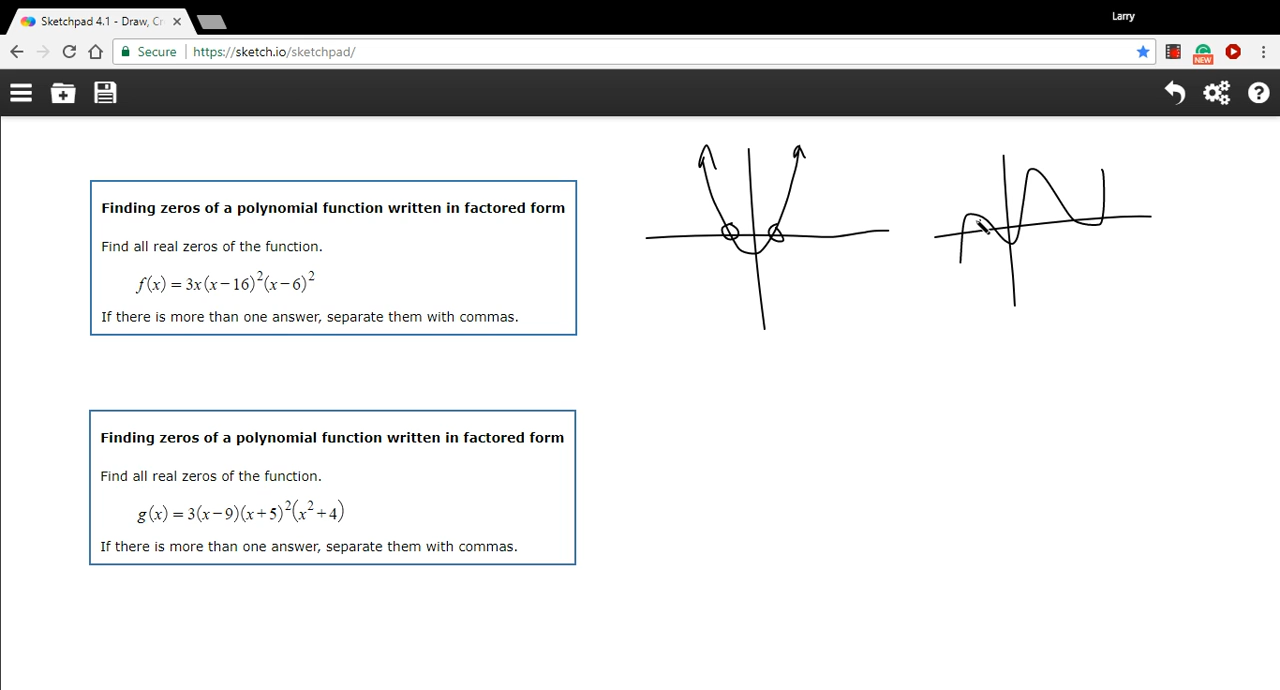 Larry
Sketchpad 4.1 - Draw, Cr
Secure https://sketch.io/sketchpad/
NEW
Finding zeros of a polynomial function written in factored form
Find all real zeros of the function.
f(x) = 3x(x−16)²(x−6)²
If there is more than one answer, separate them with commas.
Finding zeros of a polynomial function written in factored form
Find all real zeros of the function.
g(x) = 3(x−9)(x+5)²(x²+4)
If there is more than one answer, separate them with commas.